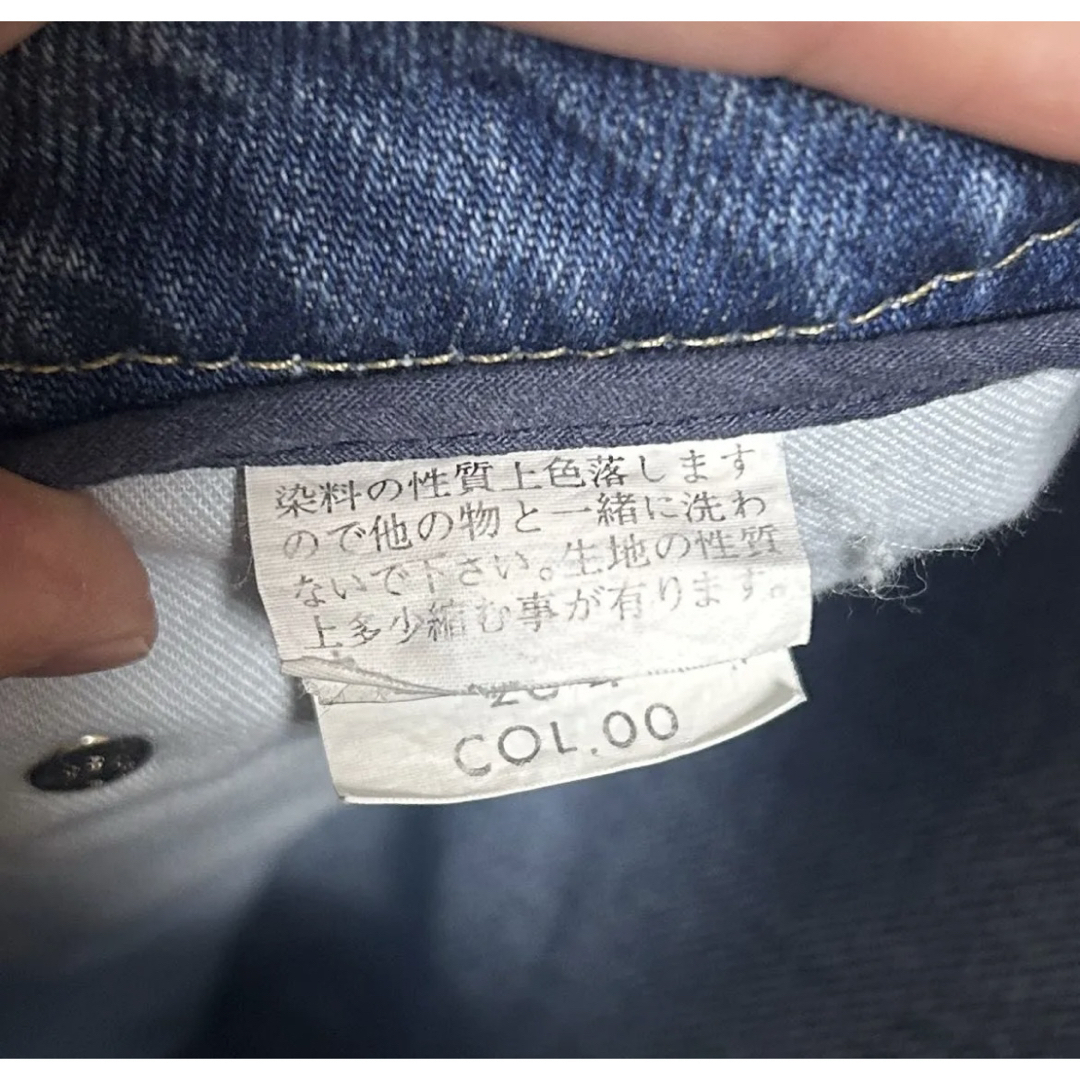 染料の性質上色落します
ので他の物と一緒に洗わ
ないで下さい。生地の性質
上多少縮む事が有ります。
COL.00